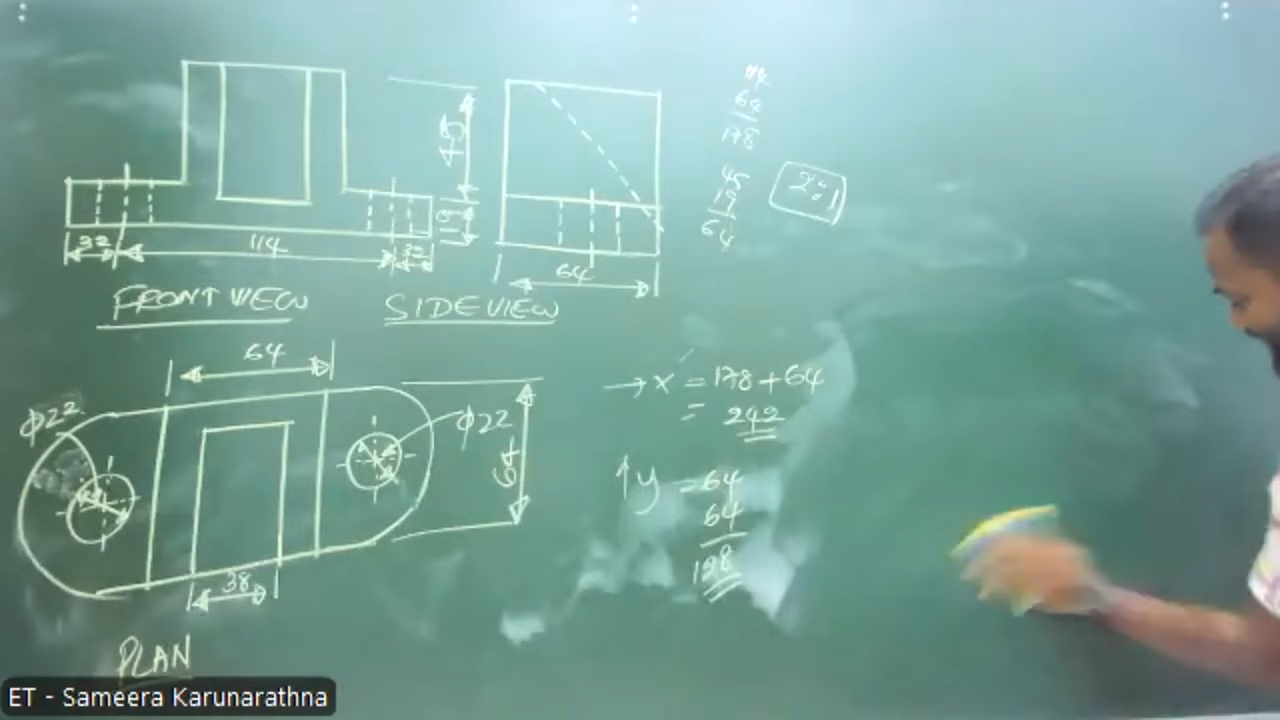 114
64
178
45
19
64
2:1
45
19
32
114
32
64
FRONT VIEW
SIDE VIEW
64
ϕ22
ϕ22
64
38
PLAN
→ x = 178 + 64
= 242
↑ y = 64
64
128
ET - Sameera Karunarathna